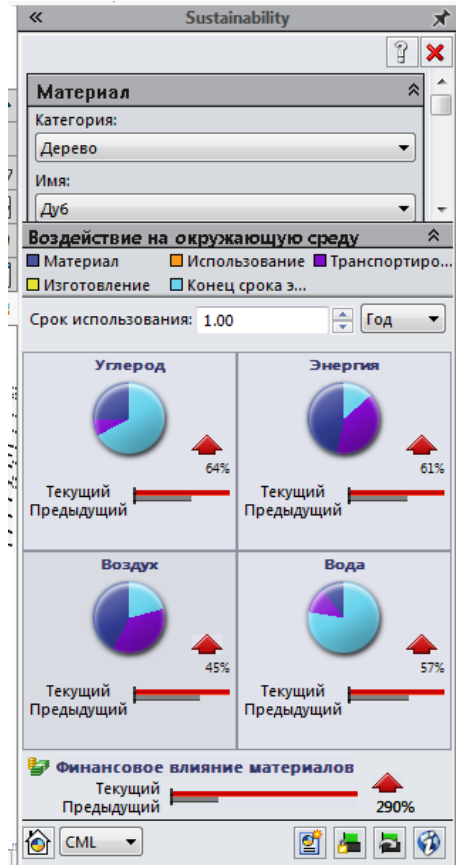 Sustainability
Материал
Категория:
Дерево
Имя:
Дуб
Воздействие на окружающую среду
Материал Использование Транспортиро...
Изготовление Конец срока э...
Срок использования: 1.00 Год
Углерод Энергия
64% 61%
Текущий Текущий
Предыдущий Предыдущий
Воздух Вода
45% 57%
Текущий Текущий
Предыдущий Предыдущий
Финансовое влияние материалов
Текущий
Предыдущий 290%
CML